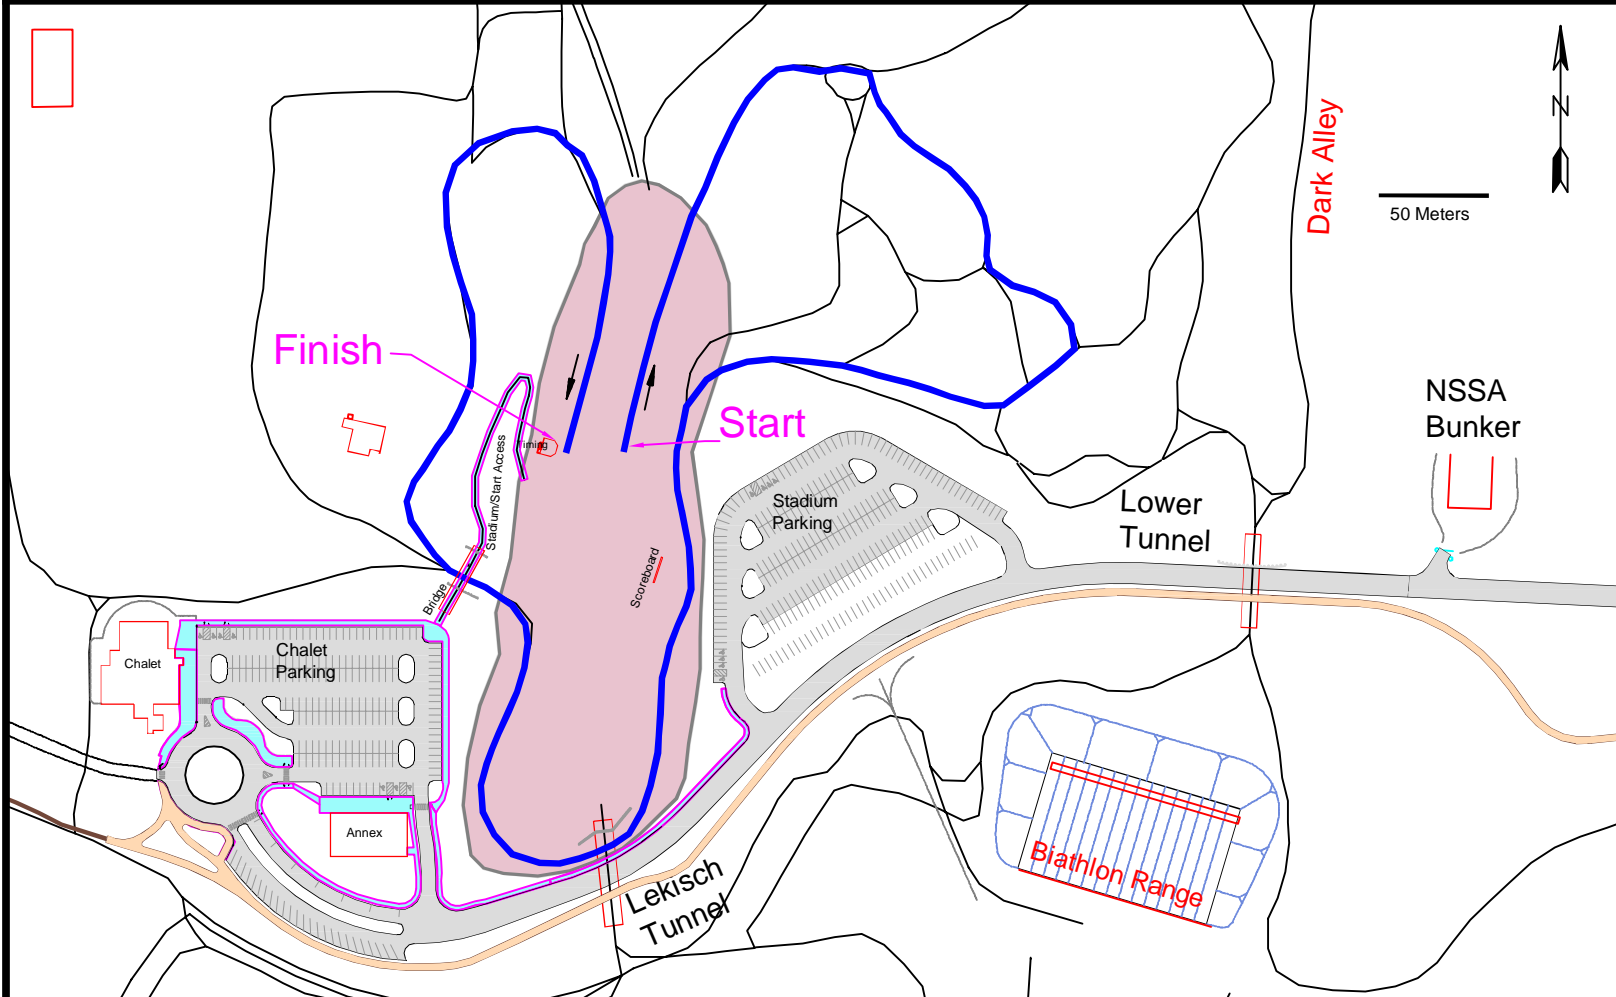 N
Dark Alley
50 Meters
Finish
Start
NSSA
Bunker
Timing
Stadium/Start Access
Stadium
Parking
Lower
Tunnel
Scoreboard
Bridge
Chalet
Chalet
Parking
Annex
Lekisch
Tunnel
Biathlon Range